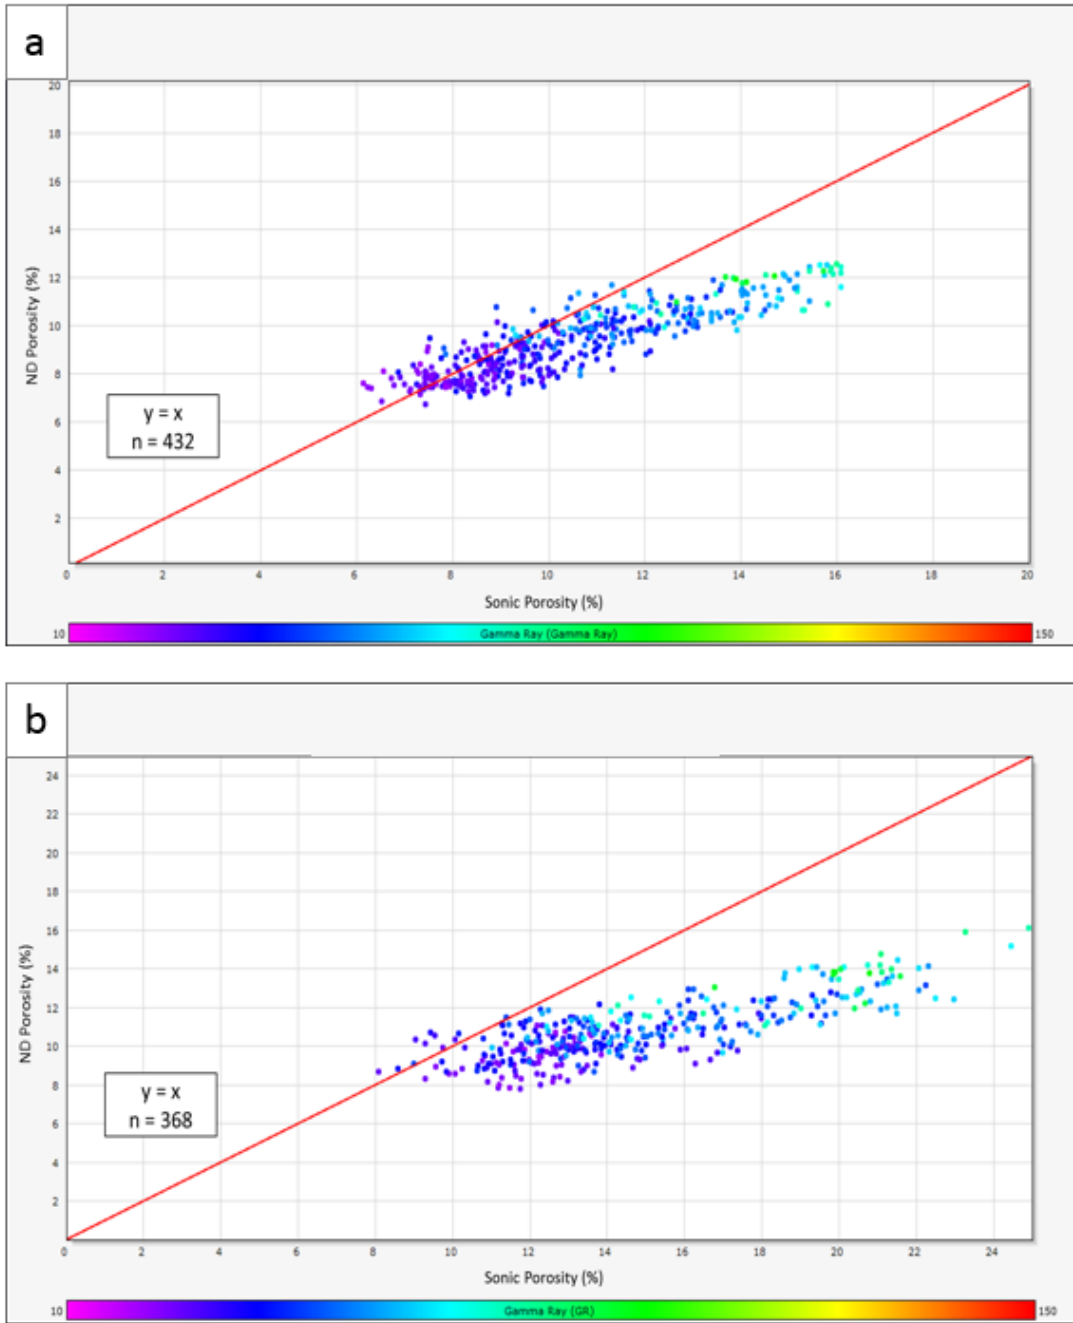 a
20
18
16
14
12
10
8
6
4
2
ND Porosity (%)
y = x
n = 432
0 2 4 6 8 10 12 14 16 18 20
Sonic Porosity (%)
10 Gamma Ray (Gamma Ray) 150
b
24
22
20
18
16
14
12
10
8
6
4
2
ND Porosity (%)
y = x
n = 368
0 2 4 6 8 10 12 14 16 18 20 22 24
Sonic Porosity (%)
10 Gamma Ray (GR) 150